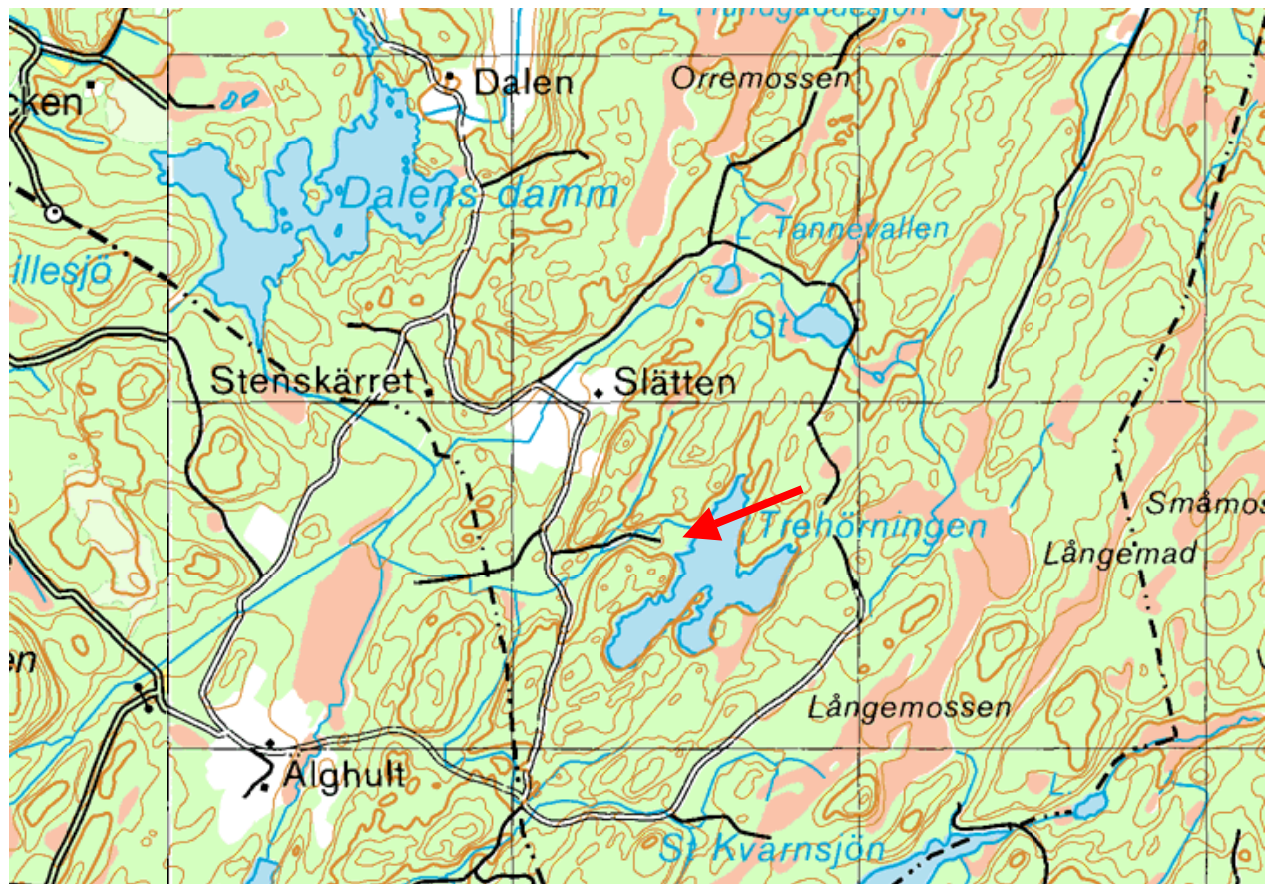 Dalen
Orremossen
cken
Dalens damm
L Tannevallen
illesjö
St
Stenskärret
Slätten
Trehörningen
Småmos
Långemad
en
Långemossen
Älghult
L.
St Kvarnsjön